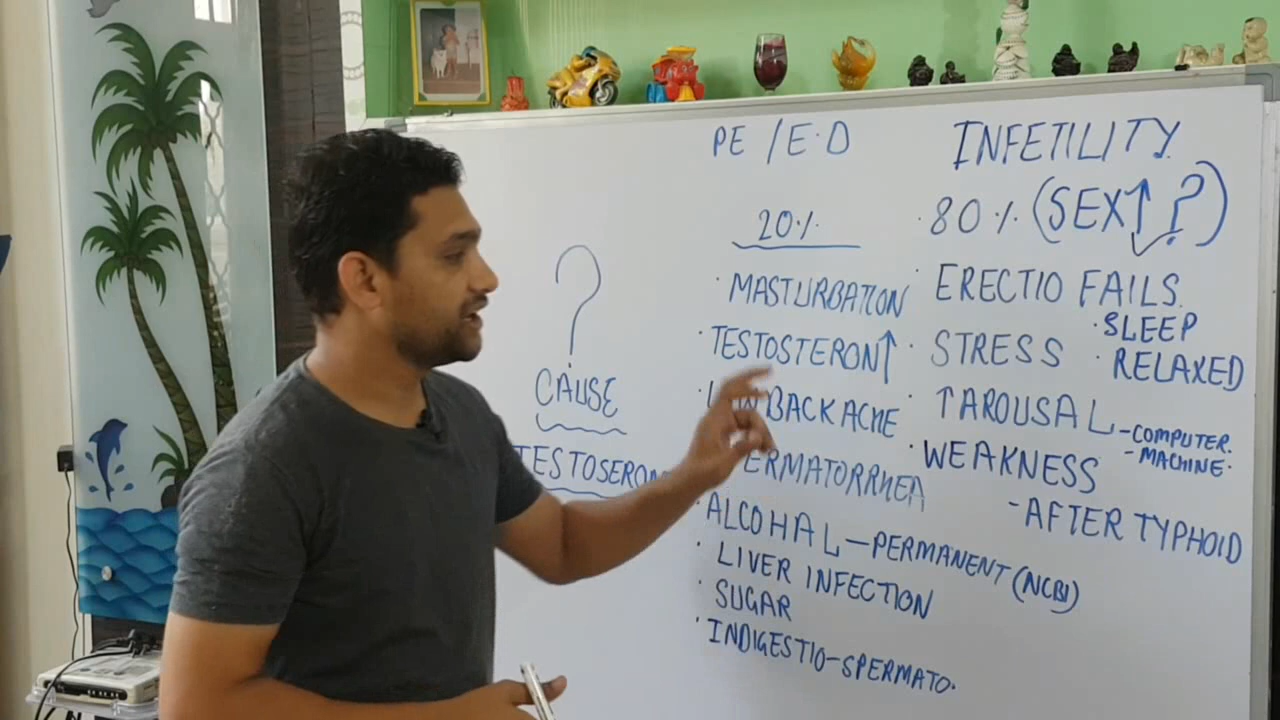 PE / E.D
INFETILITY
20%
80% (SEX↑ ?)
?
CAUSE
TESTOSERON
MASTURBATION
TESTOSTERON↑
BACK ACHE
ERMATORRHEA
ALCOHAL - PERMANENT (NCBI)
LIVER INFECTION
SUGAR
INDIGESTIO-SPERMATO.
ERECTIO FAILS
STRESS
SLEEP
RELAXED
↑AROUSAL
- COMPUTER.
- MACHINE.
WEAKNESS
- AFTER TYPHOID